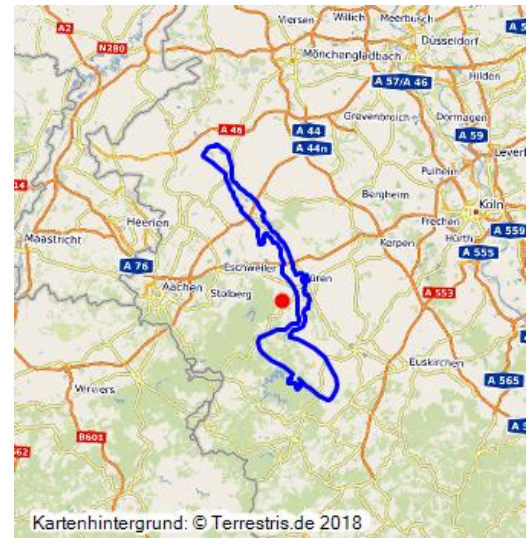 A 2
N280
Viersen
Willich
Meerbusch
Düsseldorf
Mönchengladbach
A 57/A 46
Hilden
Grevenbroich
A 46
A 44
A 44n
Dormagen
A 59
Pulheim
Bergheim
Köln
Heerlen
Maastricht
Frechen
Hürth
A 559
Kerpen
A 555
A 76
Eschweiler
Aachen
Stolberg
A 553
Euskirchen
A 565
Verviers
B601
Kartenhintergrund: © Terrestris.de 2018